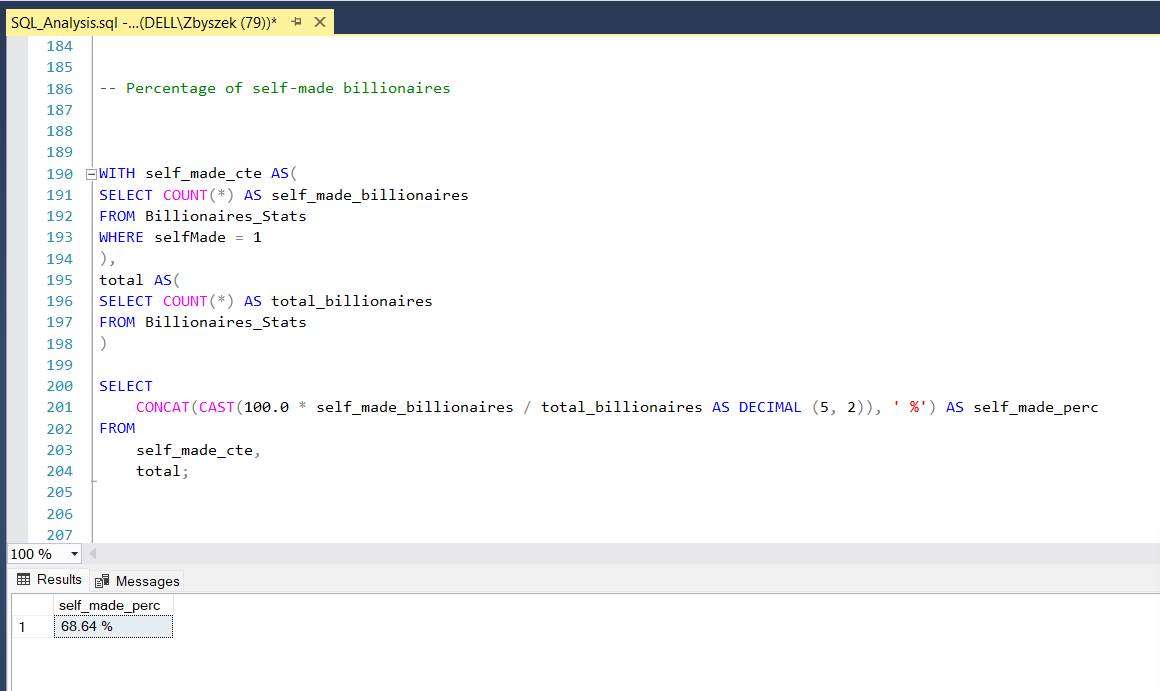 SQL_Analysis.sql -...(DELL\Zbyszek (79))*
184
185
186 -- Percentage of self-made billionaires
187
188
189
190 WITH self_made_cte AS(
191 SELECT COUNT(*) AS self_made_billionaires
192 FROM Billionaires_Stats
193 WHERE selfMade = 1
194 ),
195 total AS(
196 SELECT COUNT(*) AS total_billionaires
197 FROM Billionaires_Stats
198 )
199
200 SELECT
201 CONCAT(CAST(100.0 * self_made_billionaires / total_billionaires AS DECIMAL (5, 2)), ' %') AS self_made_perc
202 FROM
203 self_made_cte,
204 total;
205
206
207
100 %
Results Messages
self_made_perc
1 68.64 %